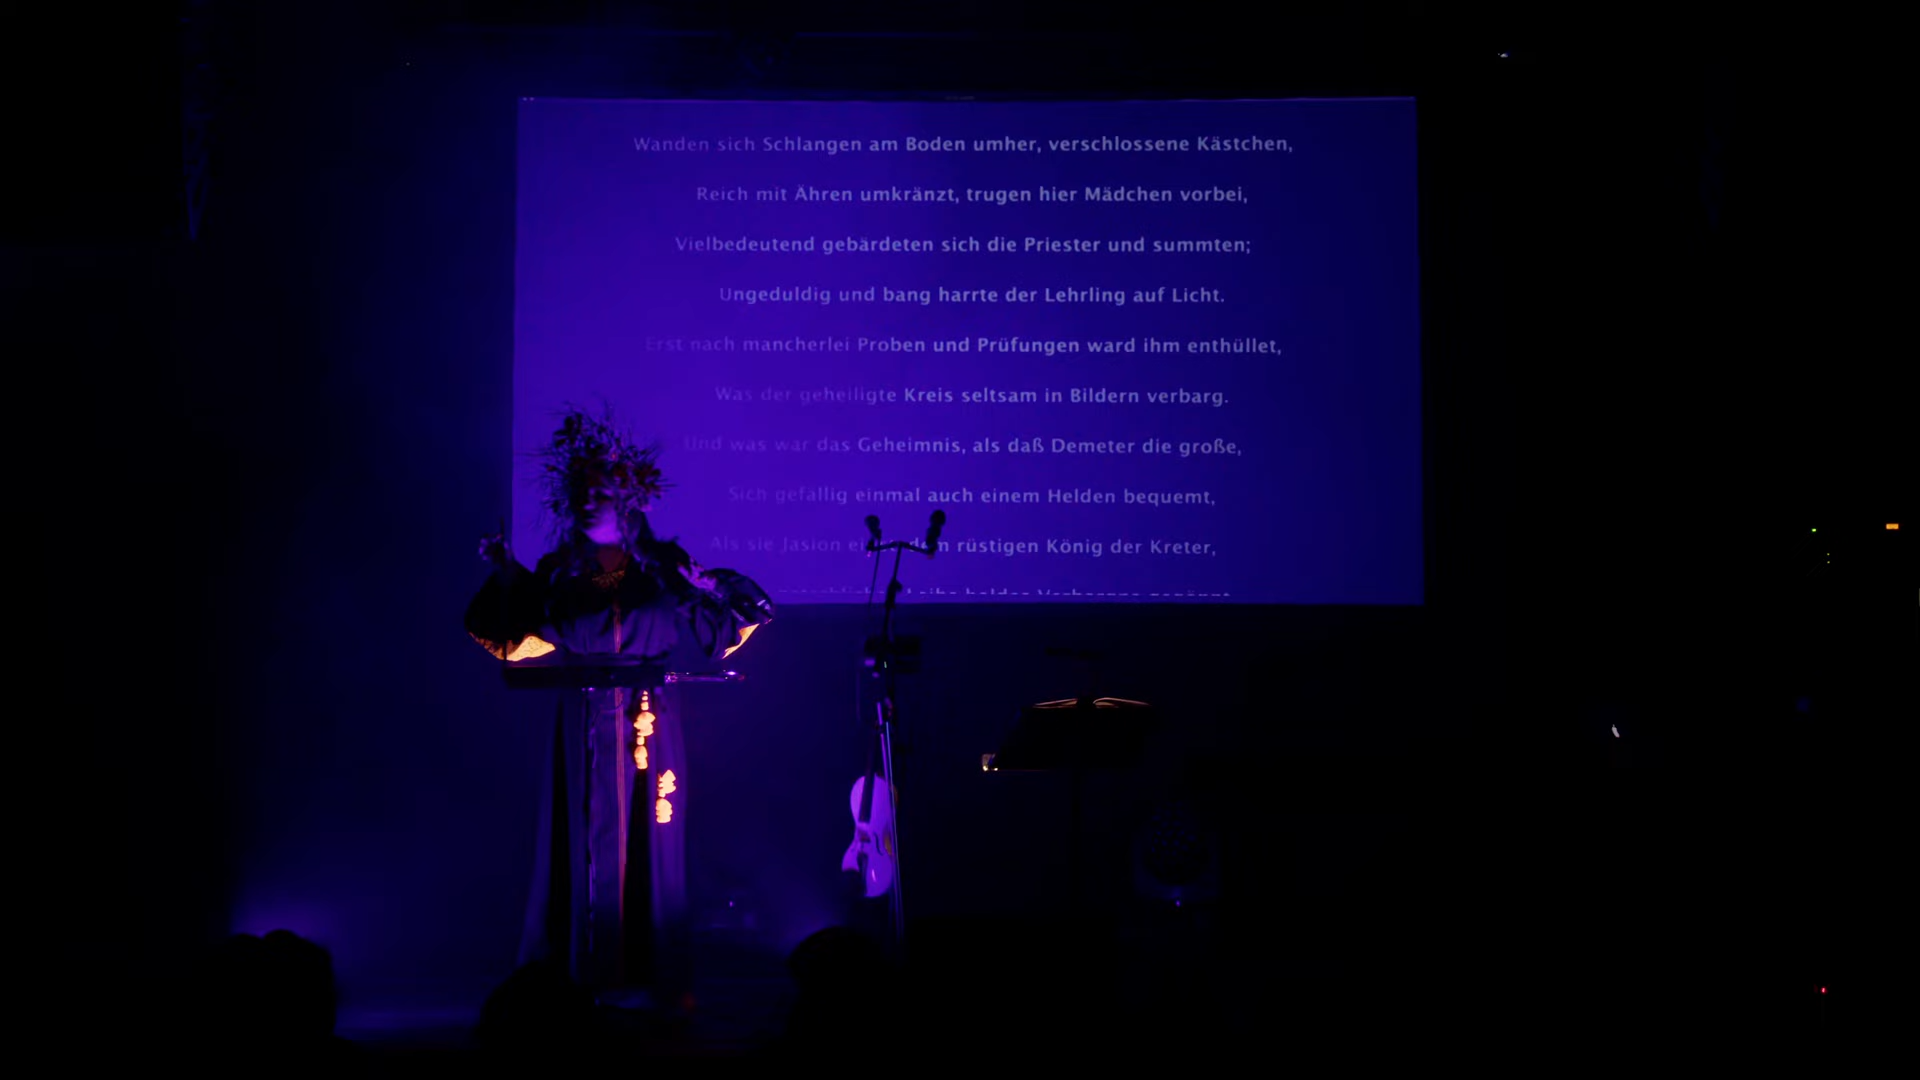 Wanden sich Schlangen am Boden umher, verschlossene Kästchen,
Reich mit Ähren umkränzt, trugen hier Mädchen vorbei,
Vielbedeutend gebärdeten sich die Priester und summten;
Ungeduldig und bang harrte der Lehrling auf Licht.
Erst nach mancherlei Proben und Prüfungen ward ihm enthüllet,
Was der geheiligte Kreis seltsam in Bildern verbarg.
Und was war das Geheimnis, als daß Demeter die große,
Sich gefällig einmal auch einem Helden bequemt,
Als sie Jasion dem rüstigen König der Kreter,